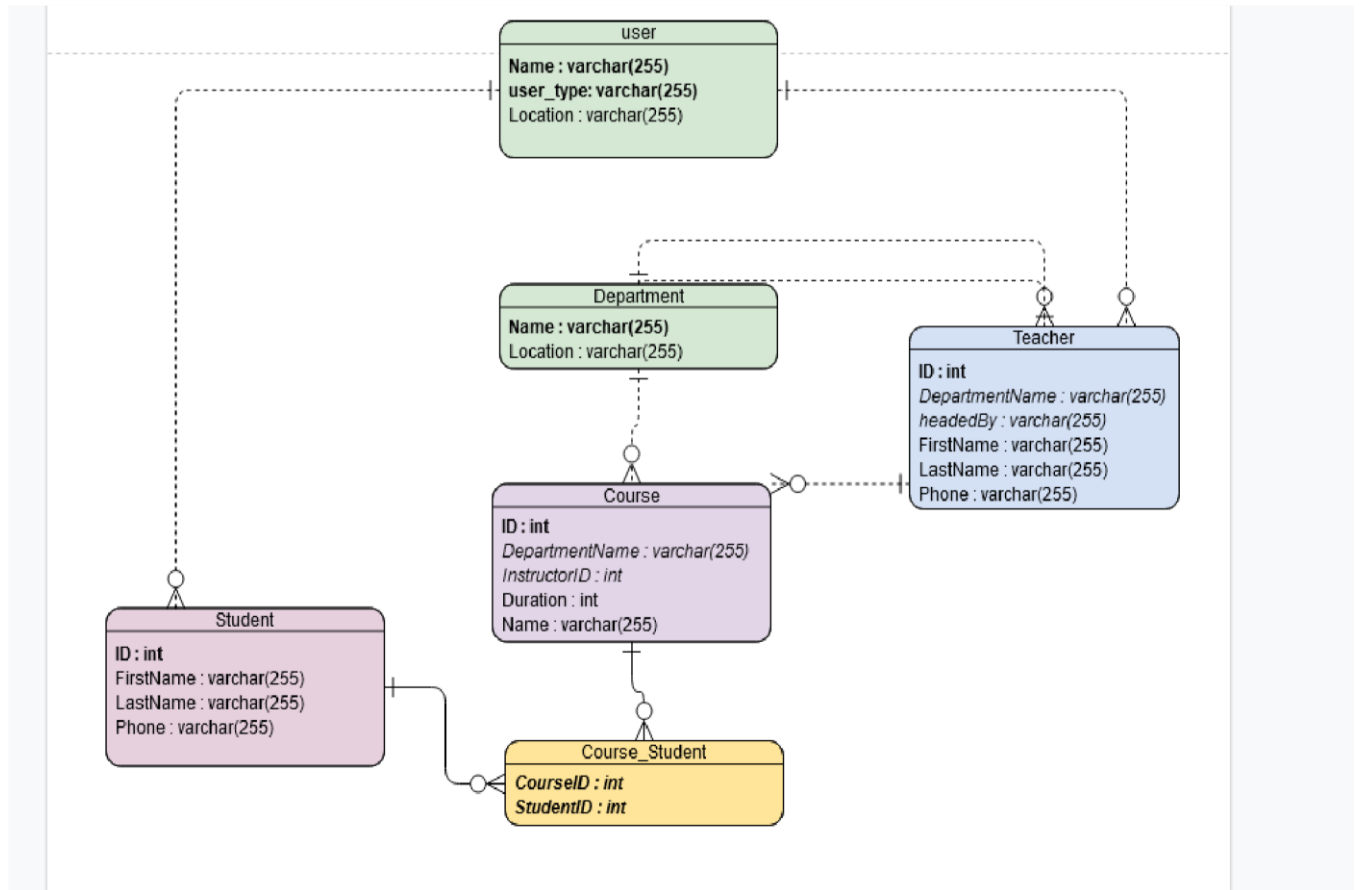 user
Name : varchar(255)
user_type: varchar(255)
Location : varchar(255)
Department
Name : varchar(255)
Location : varchar(255)
Teacher
ID : int
DepartmentName : varchar(255)
headedBy : varchar(255)
FirstName : varchar(255)
LastName : varchar(255)
Phone : varchar(255)
Course
ID : int
DepartmentName : varchar(255)
InstructorID : int
Duration : int
Name : varchar(255)
Student
ID : int
FirstName : varchar(255)
LastName : varchar(255)
Phone : varchar(255)
Course_Student
CourseID : int
StudentID : int